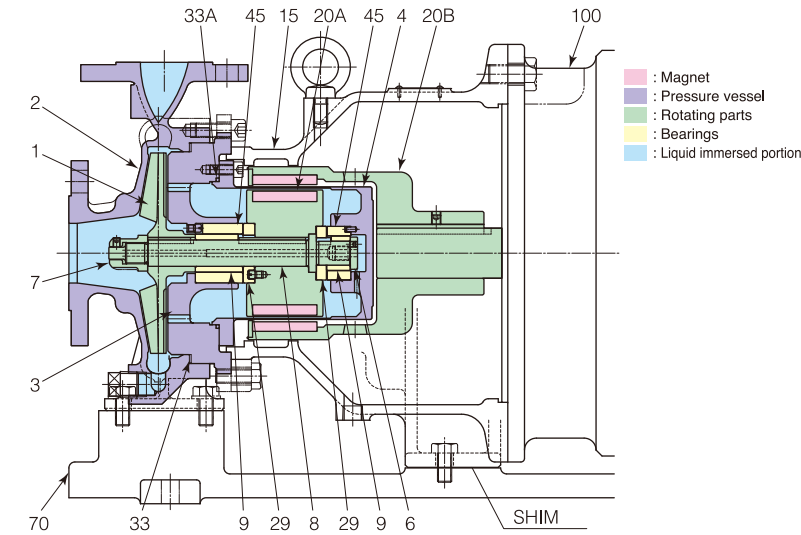 33A 45 15 20A 45 4 20B 100
2
1
7
3
70 33 9 29 8 29 9 6 SHIM
: Magnet
: Pressure vessel
: Rotating parts
: Bearings
: Liquid immersed portion